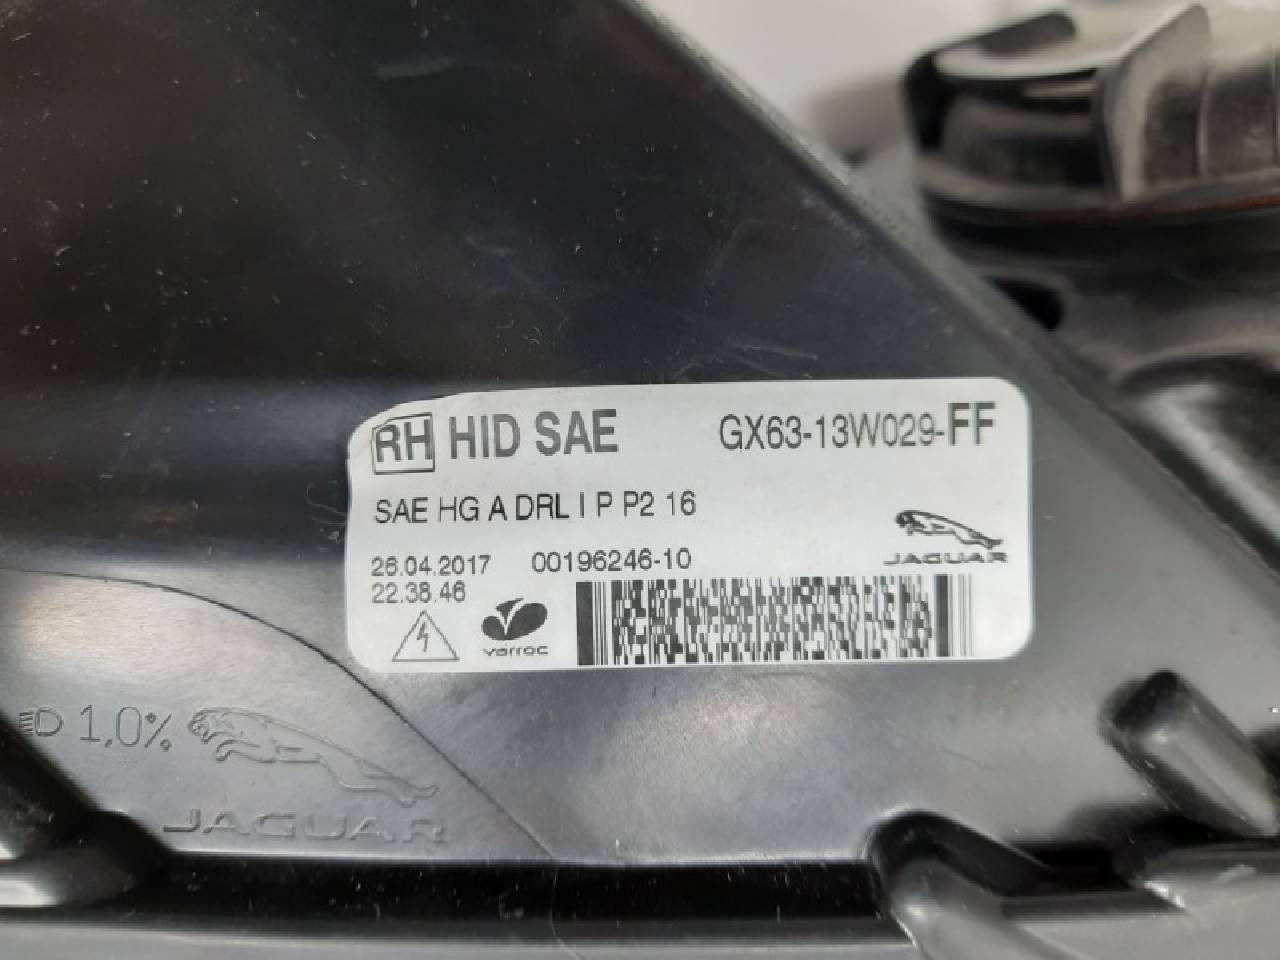 RH HID SAE GX63-13W029-FF
SAE HG A DRL I P P2 16
JAGUAR
26.04.2017 00196246-10
22.38.46
varroc
1,0%
JAGUAR